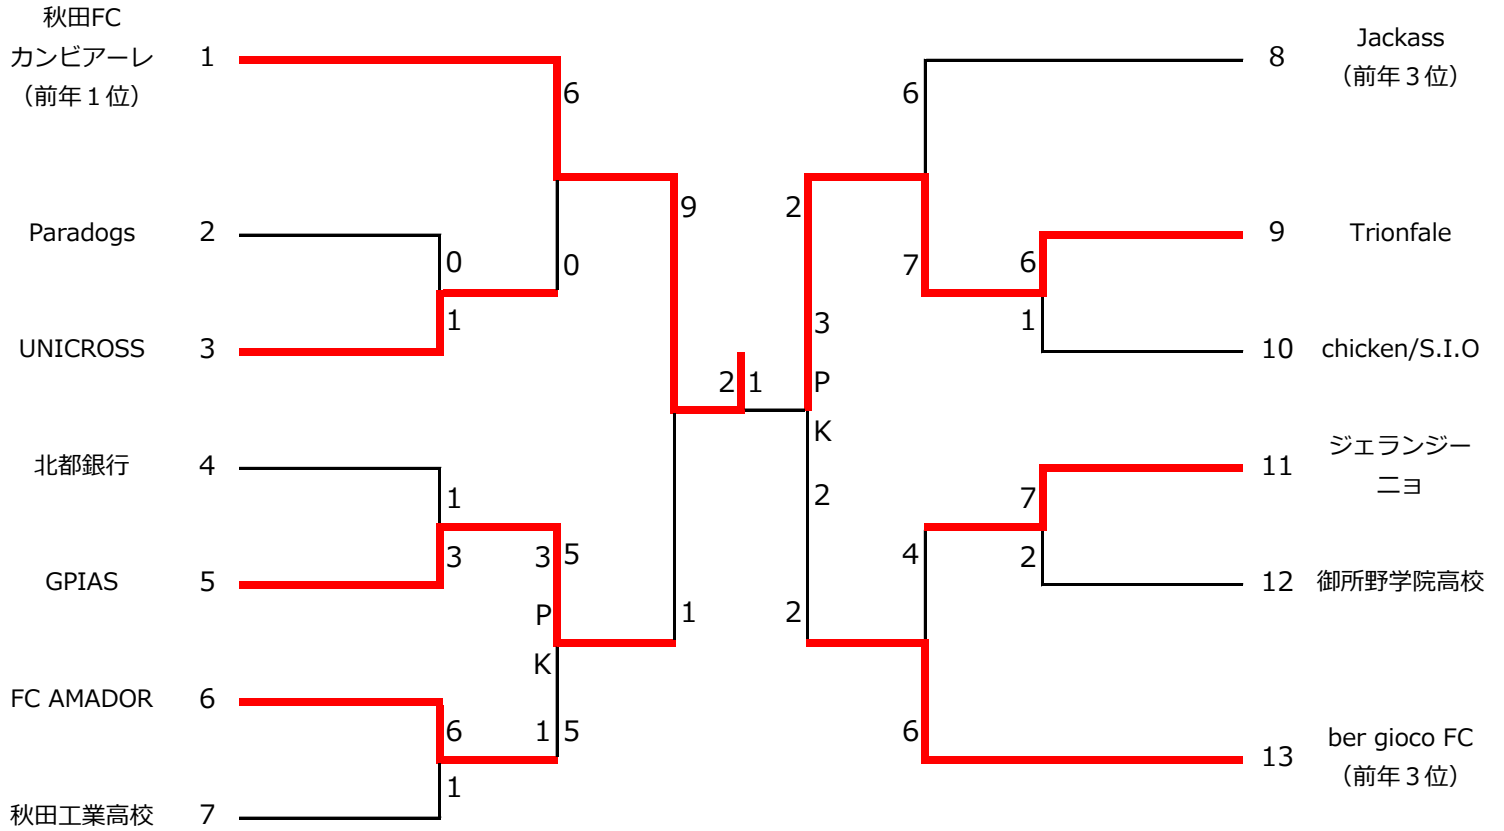 秋田FC
カンビアーレ
（前年１位）
1
6
Paradogs
2
0
0
UNICROSS
3
1
9
北都銀行
4
1
GPIAS
5
3
3
5
P
K
1
5
1
FC AMADOR
6
6
秋田工業高校
7
1
2
1
Jackass
（前年３位）
8
6
2
Trionfale
9
6
7
chicken/S.I.O
10
1
3
P
K
2
ジェランジー
ニョ
11
7
4
御所野学院高校
12
2
2
ber gioco FC
（前年３位）
13
6